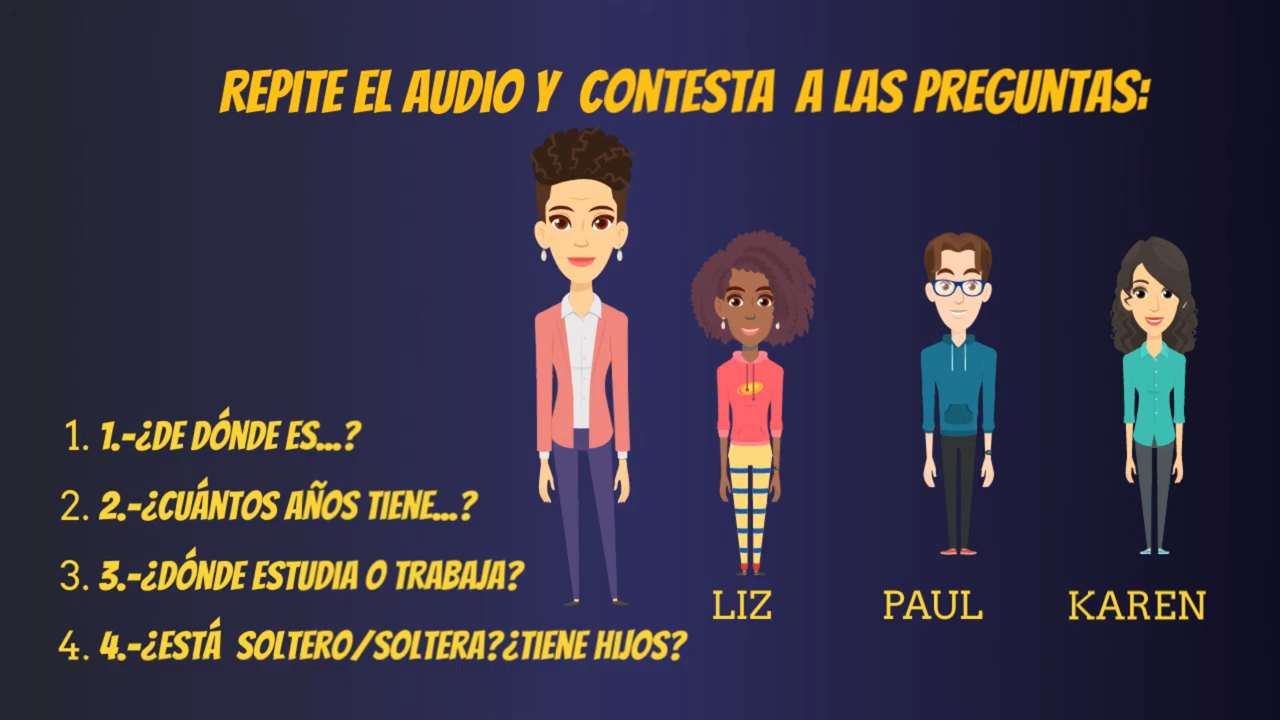 REPITE EL AUDIO Y CONTESTA A LAS PREGUNTAS:
1. 1.-¿DE DÓNDE ES...?
2. 2.-¿CUÁNTOS AÑOS TIENE...?
3. 3.-¿DÓNDE ESTUDIA O TRABAJA?
4. 4.-¿ESTÁ SOLTERO/SOLTERA?¿TIENE HIJOS?
LIZ
PAUL
KAREN